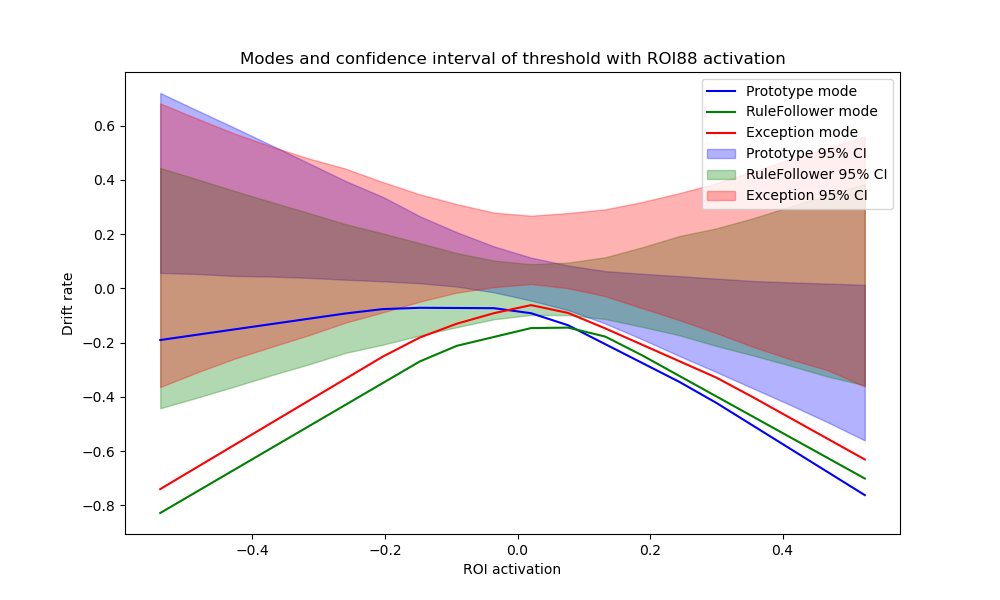 Modes and confidence interval of threshold with ROI88 activation
Prototype mode
RuleFollower mode
Exception mode
Prototype 95% CI
RuleFollower 95% CI
Exception 95% CI
Drift rate
0.6
0.4
0.2
0.0
−0.2
−0.4
−0.6
−0.8
−0.4
−0.2
0.0
0.2
0.4
ROI activation